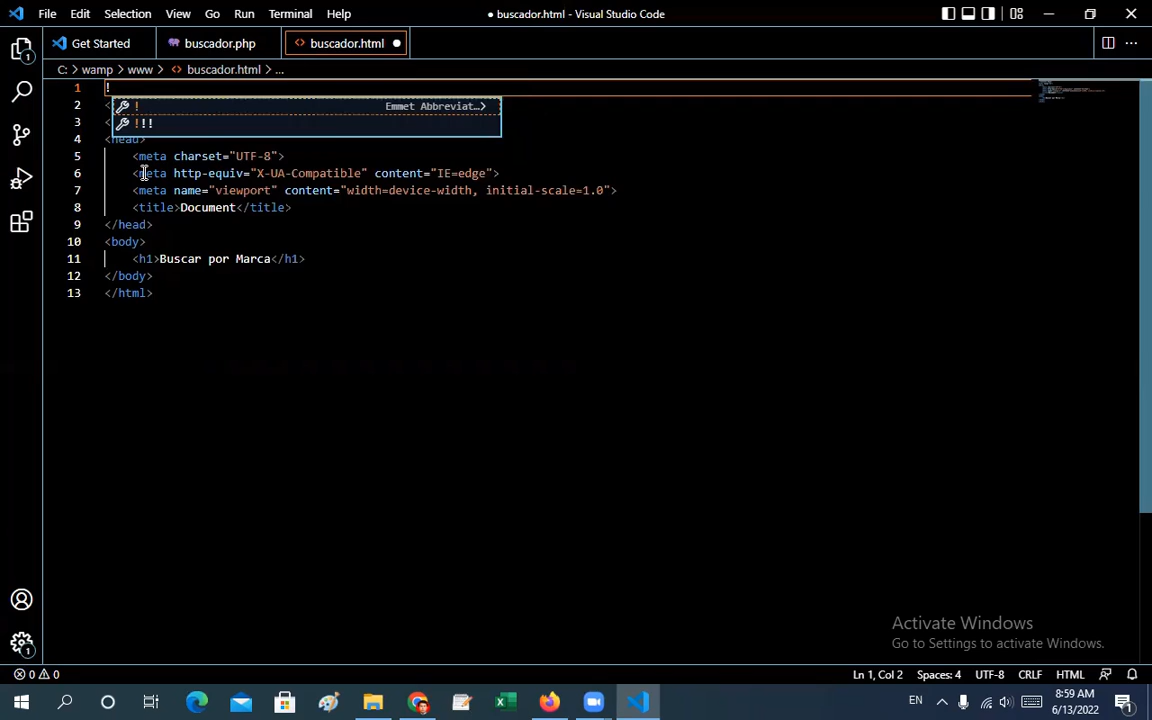 File Edit Selection View Go Run Terminal Help
● buscador.html - Visual Studio Code
Get Started buscador.php buscador.html ●
C: > wamp > www > buscador.html > ...
1 !
! Emmet Abbreviat...>
!!!
2 <
3 <
4 <head>
5 <meta charset="UTF-8">
6 <meta http-equiv="X-UA-Compatible" content="IE=edge">
7 <meta name="viewport" content="width=device-width, initial-scale=1.0">
8 <title>Document</title>
9 </head>
10 <body>
11 <h1>Buscar por Marca</h1>
12 </body>
13 </html>
Activate Windows
Go to Settings to activate Windows.
0 0 Ln 1, Col 2 Spaces: 4 UTF-8 CRLF HTML
EN 8:59 AM
6/13/2022